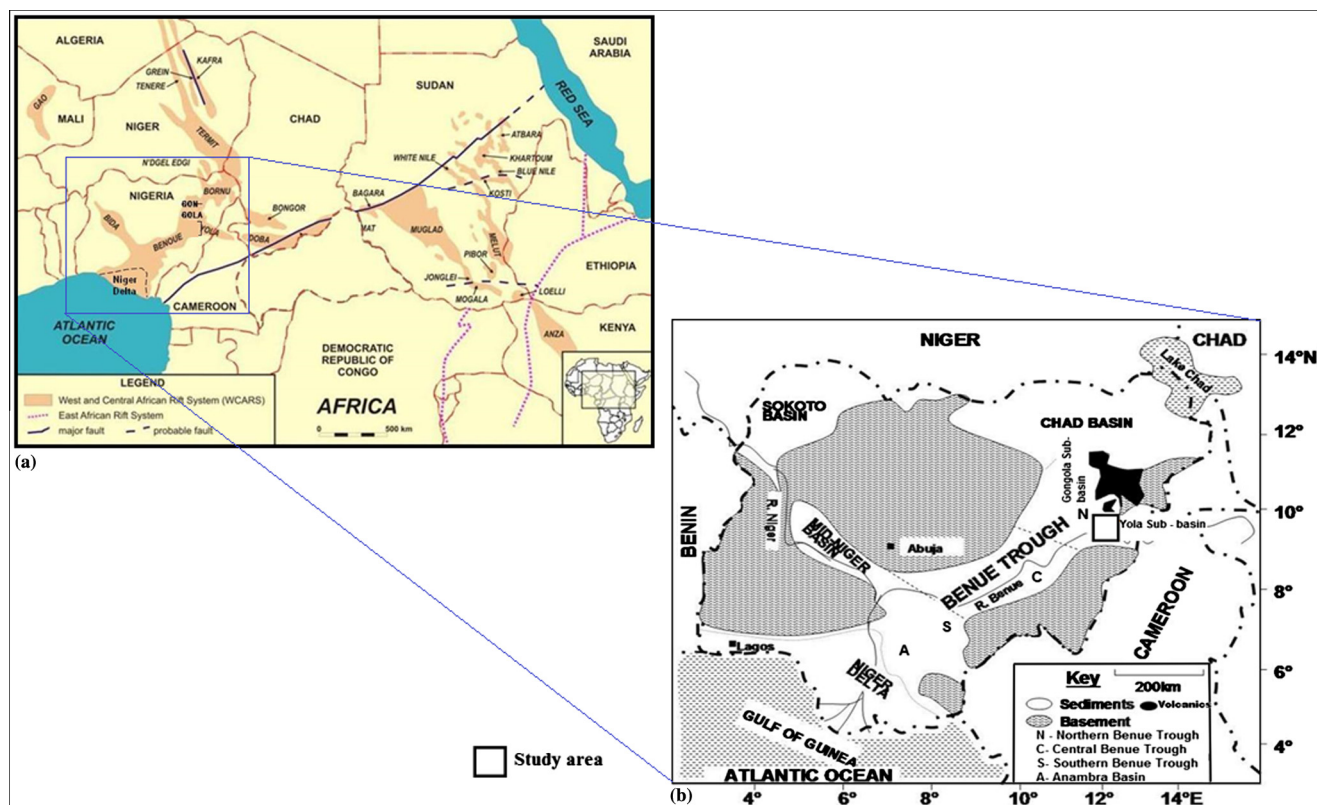 ALGERIA
SAUDI
ARABIA
KAFRA
GREIN
TENERE
SUDAN
RED SEA
GAO
MALI
CHAD
NIGER
TERMIT
ATBARA
N'DGEL EDGI
WHITE NILE
KHARTOUM
BLUE NILE
NIGERIA
BORNU
BAGARA
KOSTI
GON-
GOLA
BONGOR
BIDA
BENOUE
YOLA
DOBA
MAT
MUGLAD
MELUT
PIBOR
ETHIOPIA
Niger
Delta
JONGLEI
LOELLI
CAMEROON
MOGALA
ATLANTIC
OCEAN
ANZA
KENYA
DEMOCRATIC
REPUBLIC OF
CONGO
LEGEND
West and Central African Rift System (WCARS)
East African Rift System
major fault
probable fault
AFRICA
0 500 km
(a)
NIGER
CHAD
14°N
Lake Chad
SOKOTO
BASIN
CHAD BASIN
12°
Gongola Sub-
basin
R. Niger
N
10°
Yola Sub - basin
BENIN
MID-NIGER
BASIN
Abuja
BENUE TROUGH
R. Benue
C
8°
S
CAMEROON
Lagos
A
6°
NIGER
DELTA
Key
200km
Sediments
Volcanics
Basement
N - Northern Benue Trough
C- Central Benue Trough
S- Southern Benue Trough
A- Anambra Basin
4°
GULF OF GUINEA
ATLANTIC OCEAN
Study area
4° 6° 8° 10° 12° 14°E
(b)